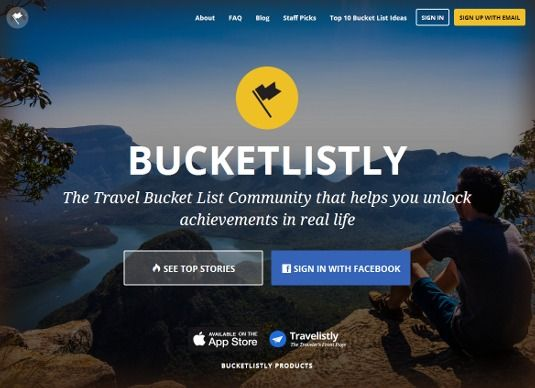 About FAQ Blog Staff Picks Top 10 Bucket List Ideas SIGN IN SIGN UP WITH EMAIL
BUCKETLISTLY
The Travel Bucket List Community that helps you unlock
achievements in real life
SEE TOP STORIES SIGN IN WITH FACEBOOK
AVAILABLE ON THE
App Store
Travelistly
The Traveler's Front Page
BUCKETLISTLY PRODUCTS